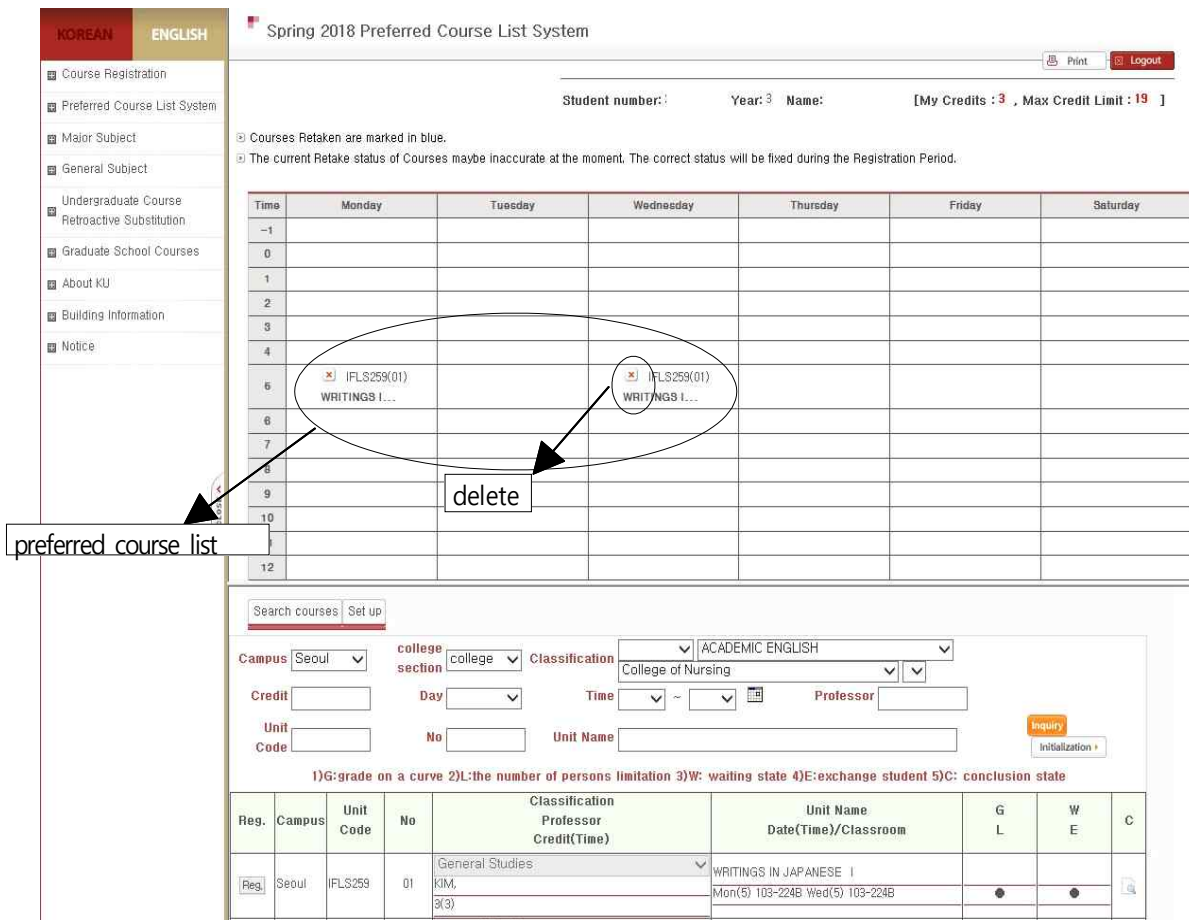 KOREAN
ENGLISH
Course Registration
Preferred Course List System
Major Subject
General Subject
Undergraduate Course
Retroactive Substitution
Graduate School Courses
About KU
Building Information
Notice
Spring 2018 Preferred Course List System
Print
Logout
Student number: Year: 3 Name: [My Credits : 3 , Max Credit Limit : 19 ]
Courses Retaken are marked in blue.
The current Retake status of Courses maybe inaccurate at the moment. The correct status will be fixed during the Registration Period.
Time Monday Tuesday Wednesday Thursday Friday Saturday
-1
0
1
2
3
4
5
IFLS259(01) IFLS259(01)
WRITINGS I... WRITINGS I...
6
7
8
9
10
12
delete
preferred course list
Search courses Set up
Campus Seoul college section college Classification ACADEMIC ENGLISH
College of Nursing
Credit Day Time ~ Professor
Unit Code No Unit Name
Inquiry
Initialization
1)G:grade on a curve 2)L:the number of persons limitation 3)W: waiting state 4)E:exchange student 5)C: conclusion state
Reg. Campus Unit Code No Classification Professor Credit(Time) Unit Name Date(Time)/Classroom G L W E C
Reg. Seoul IFLS259 01 General Studies WRITINGS IN JAPANESE I
KIM, Mon(5) 103-224B Wed(5) 103-224B
3(3)